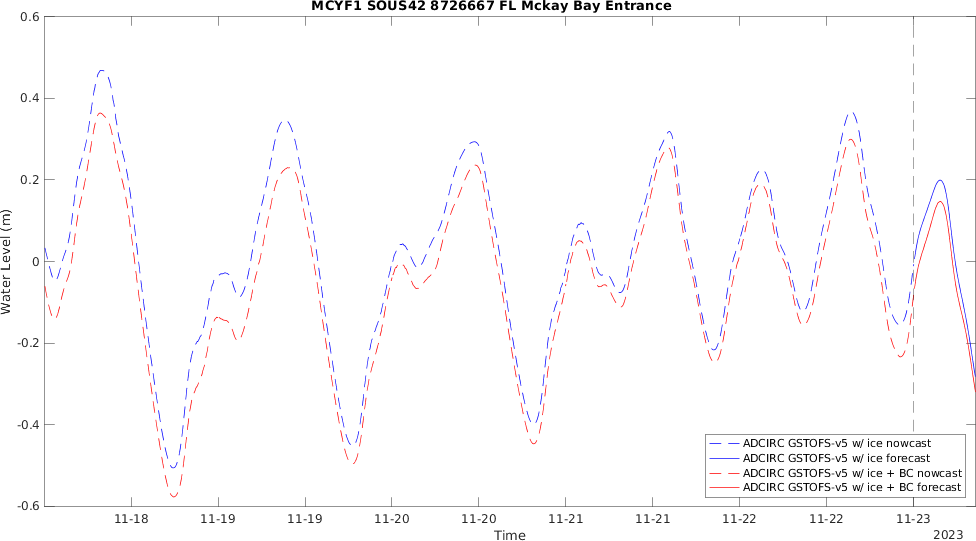 MCYF1 SOUS42 8726667 FL Mckay Bay Entrance
0.6
0.4
0.2
0
-0.2
-0.4
-0.6
Water Level (m)
ADCIRC GSTOFS-v5 w/ ice nowcast
ADCIRC GSTOFS-v5 w/ ice forecast
ADCIRC GSTOFS-v5 w/ ice + BC nowcast
ADCIRC GSTOFS-v5 w/ ice + BC forecast
11-18 11-19 11-19 11-20 11-20 11-21 11-21 11-22 11-22 11-23
Time
2023